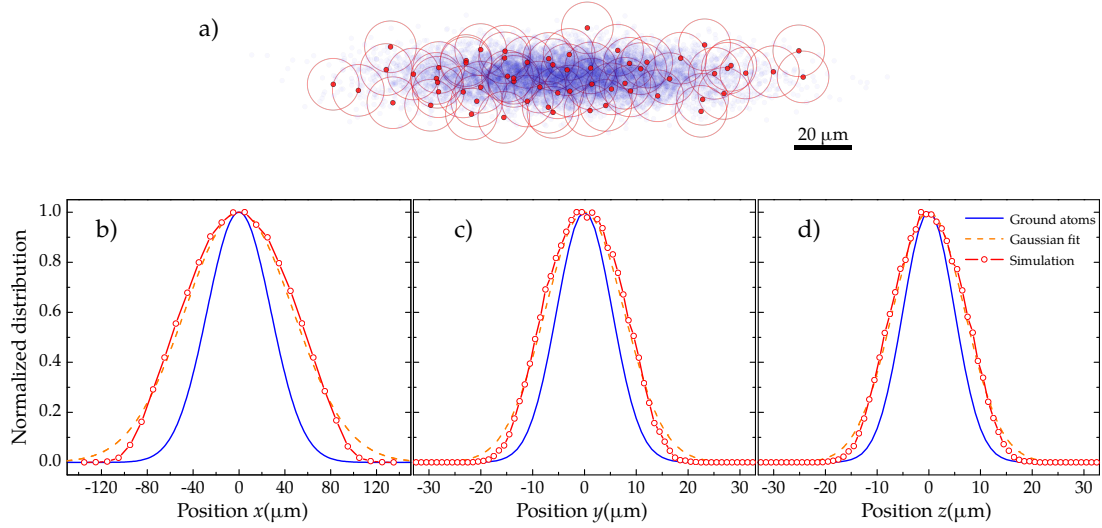 a)
20 μm
b)
c)
d)
Ground atoms
Gaussian fit
Simulation
Normalized distribution
1.0
0.8
0.6
0.4
0.2
0.0
-120 -80 -40 0 40 80 120
-30 -20 -10 0 10 20 30
-30 -20 -10 0 10 20 30
Position x(μm)
Position y(μm)
Position z(μm)